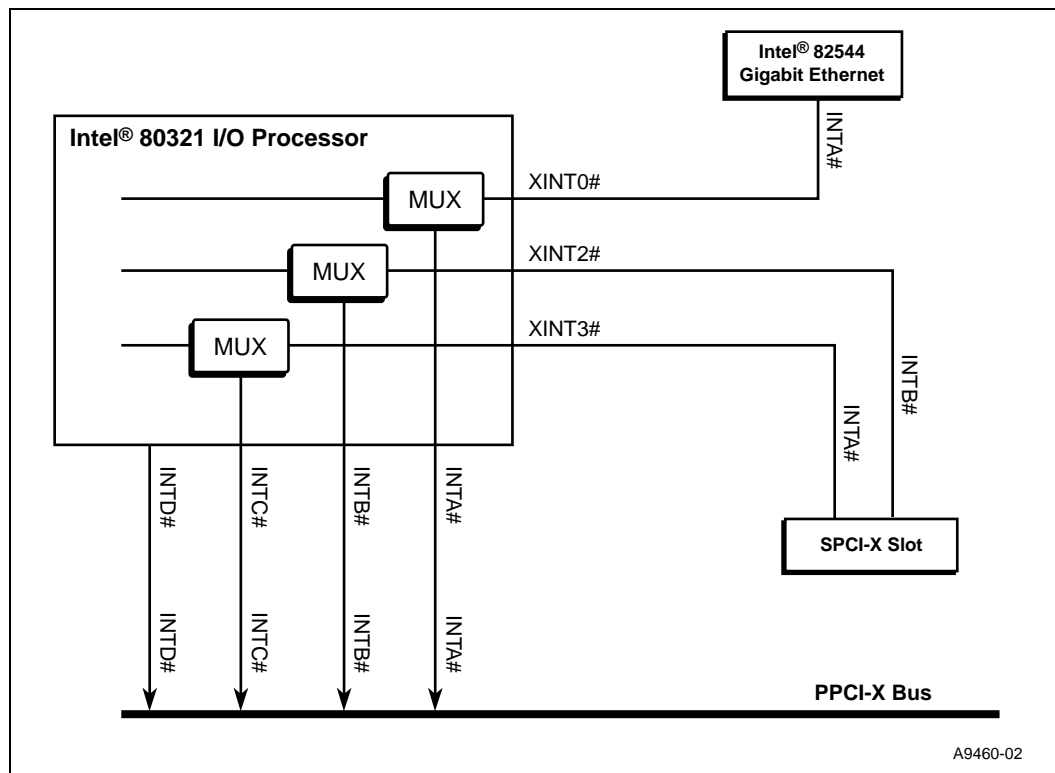 Intel® 82544
Gigabit Ethernet
INTA#
Intel® 80321 I/O Processor
MUX
XINT0#
MUX
XINT2#
MUX
XINT3#
INTB#
INTA#
SPCI-X Slot
INTD#
INTC#
INTB#
INTA#
INTD#
INTC#
INTB#
INTA#
PPCI-X Bus
A9460-02